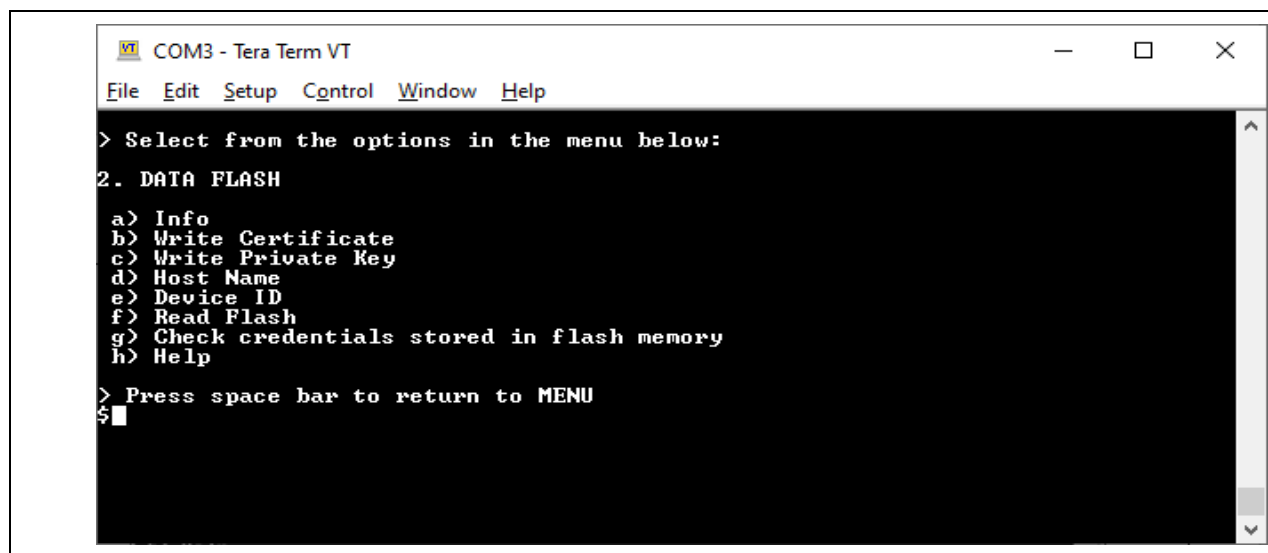 COM3 - Tera Term VT
File Edit Setup Control Window Help
> Select from the options in the menu below:
2. DATA FLASH
a) Info
b) Write Certificate
c) Write Private Key
d) Host Name
e) Device ID
f) Read Flash
g) Check credentials stored in flash memory
h) Help
> Press space bar to return to MENU
$